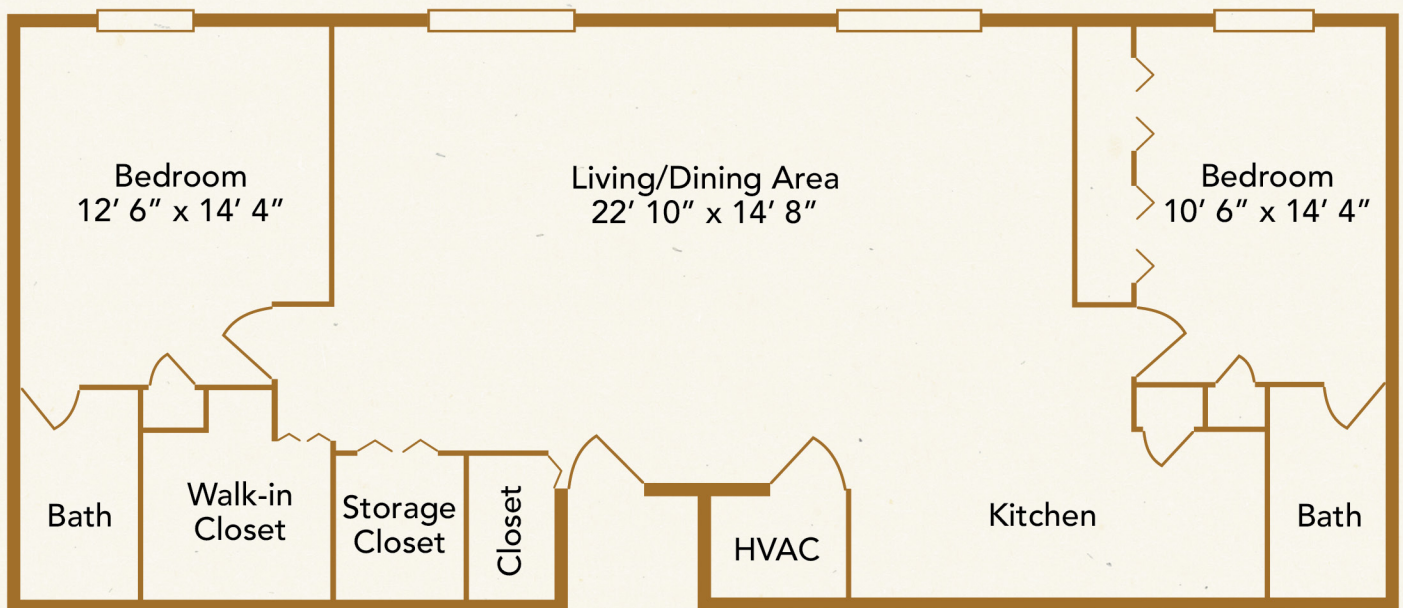 Bedroom
12’ 6” x 14’ 4”
Living/Dining Area
22’ 10” x 14’ 8”
Bedroom
10’ 6” x 14’ 4”
Bath
Walk-in
Closet
Storage
Closet
Closet
HVAC
Kitchen
Bath